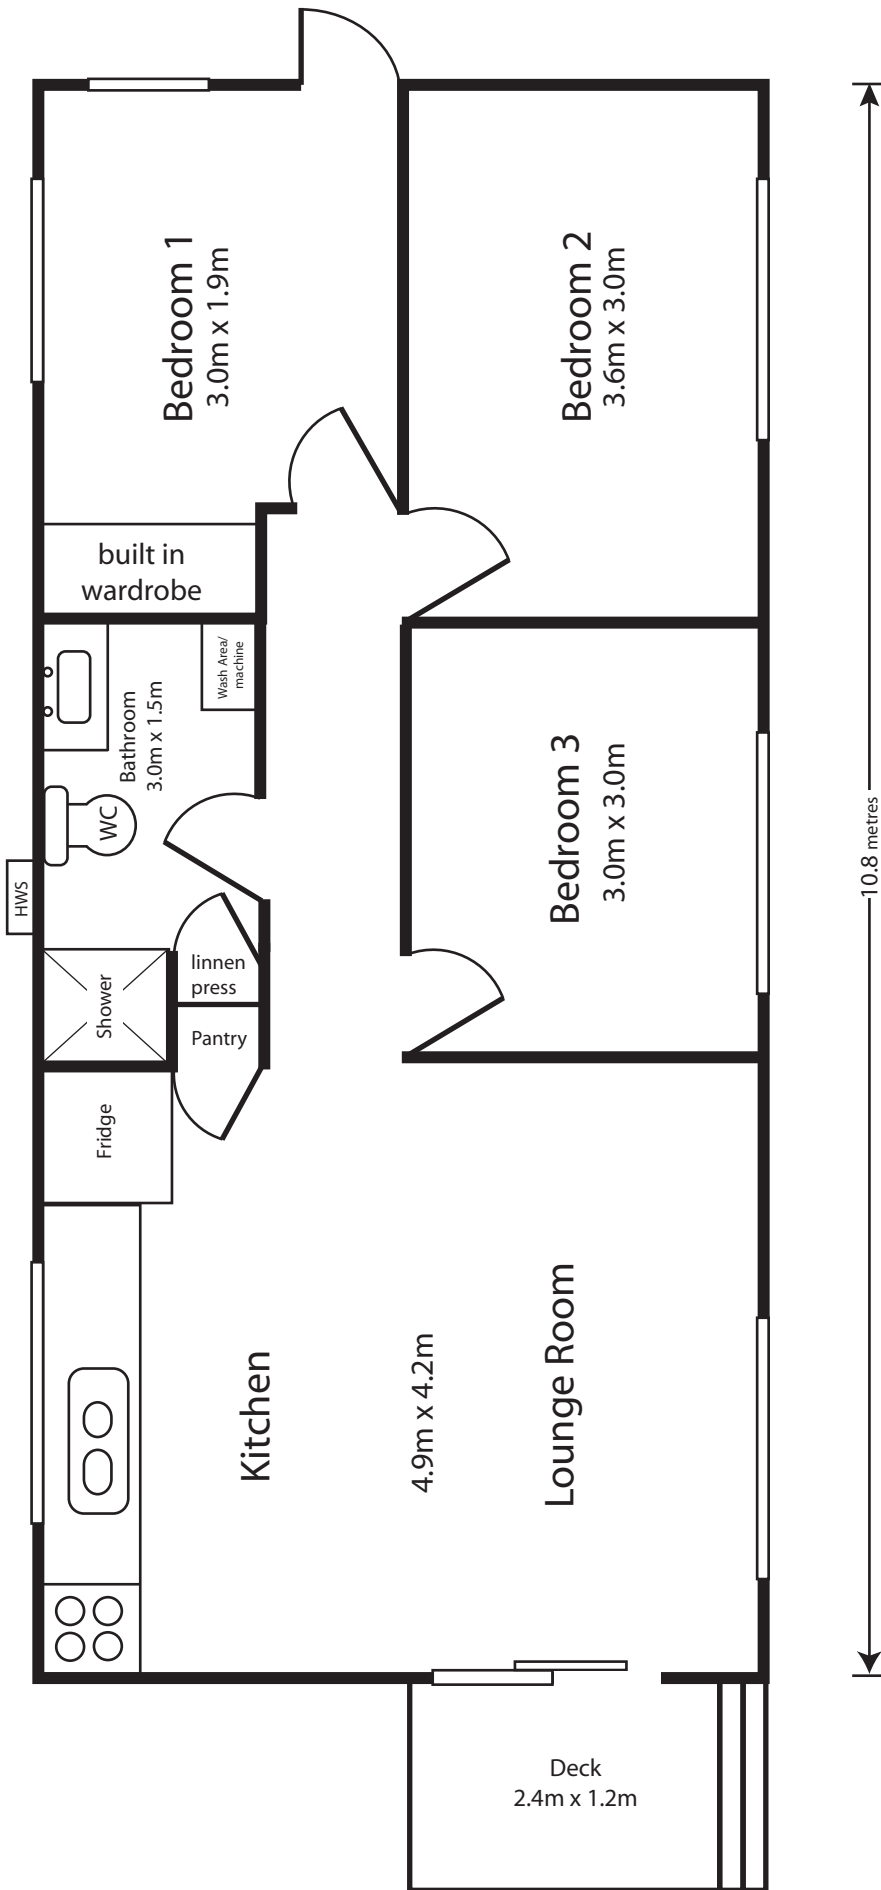 Bedroom 1
3.0m x 1.9m
Bedroom 2
3.6m x 3.0m
built in
wardrobe
Wash Area/
machine
Bathroom
3.0m x 1.5m
WC
HWS
Bedroom 3
3.0m x 3.0m
10.8 metres
linnen
press
Shower
Pantry
Fridge
Kitchen
4.9m x 4.2m
Lounge Room
Deck
2.4m x 1.2m